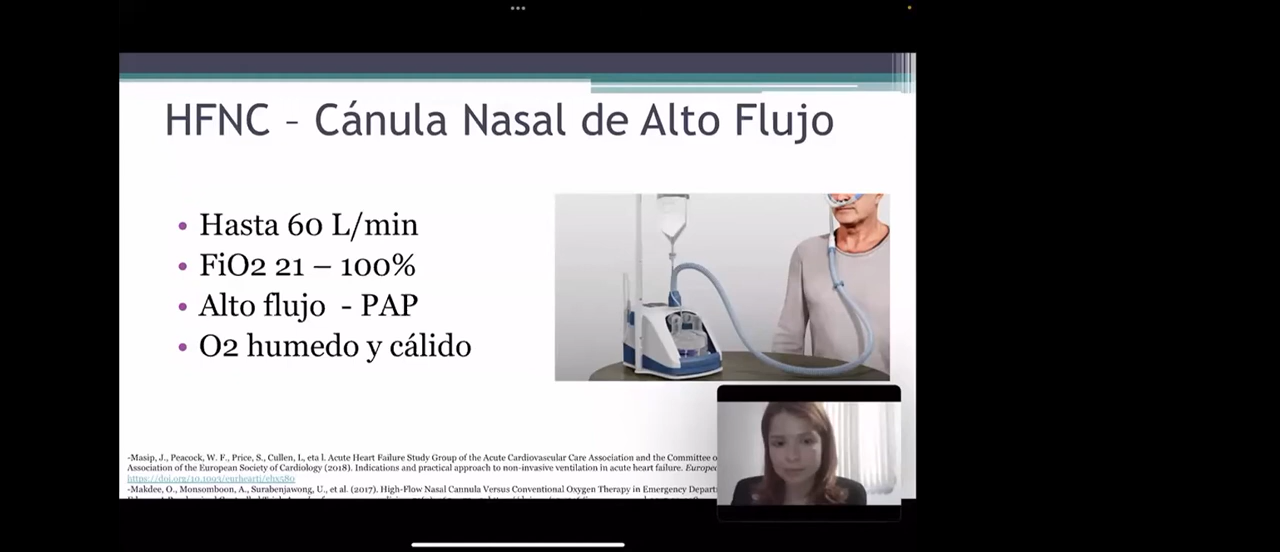 HFNC – Cánula Nasal de Alto Flujo
• Hasta 60 L/min
• FiO2 21 – 100%
• Alto flujo - PAP
• O2 humedo y cálido
-Masip, J., Peacock, W. F., Price, S., Cullen, L., eta l. Acute Heart Failure Study Group of the Acute Cardiovascular Care Association and the Committee o
Association of the European Society of Cardiology (2018). Indications and practical approach to non-invasive ventilation in acute heart failure. Europea
https://doi.org/10.1093/eurheartj/ehx580
-Makdee, O., Monsomboon, A., Surabenjawong, U., et al. (2017). High-Flow Nasal Cannula Versus Conventional Oxygen Therapy in Emergency Depart